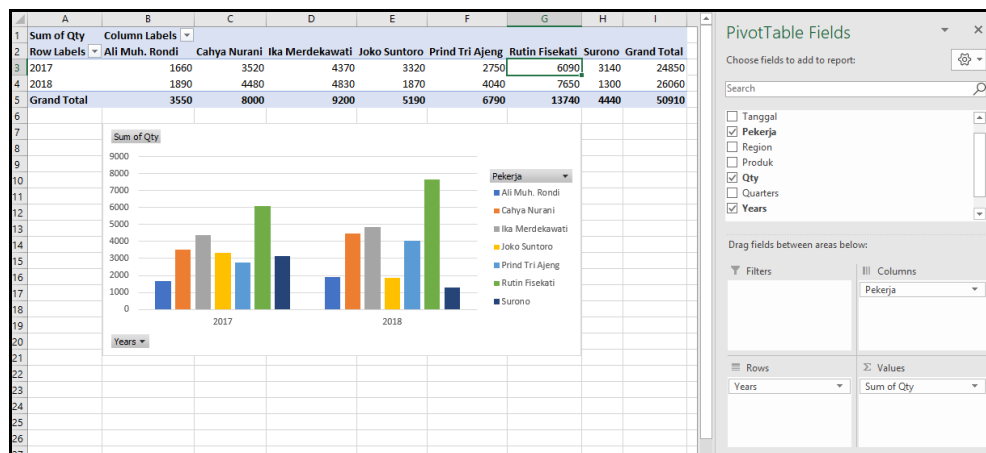 A B C D E F G H I
1 Sum of Qty Column Labels
2 Row Labels Ali Muh. Rondi Cahya Nurani Ika Merdekawati Joko Suntoro Prind Tri Ajeng Rutin Fisekati Surono Grand Total
3 2017 1660 3520 4370 3320 2750 6090 3140 24850
4 2018 1890 4480 4830 1870 4040 7650 1300 26060
5 Grand Total 3550 8000 9200 5190 6790 13740 4440 50910
6
7
8
9
10
11
12
13
14
15
16
17
18
19
20
21
22
23
24
25
26
Sum of Qty
9000
8000
7000
6000
5000
4000
3000
2000
1000
0
2017 2018
Years
Pekerja
Ali Muh. Rondi
Cahya Nurani
Ika Merdekawati
Joko Suntoro
Prind Tri Ajeng
Rutin Fisekati
Surono
PivotTable Fields
Choose fields to add to report:
Search
Tanggal
Pekerja
Region
Produk
Qty
Quarters
Years
Drag fields between areas below:
Filters
Columns
Pekerja
Rows
Years
Σ Values
Sum of Qty